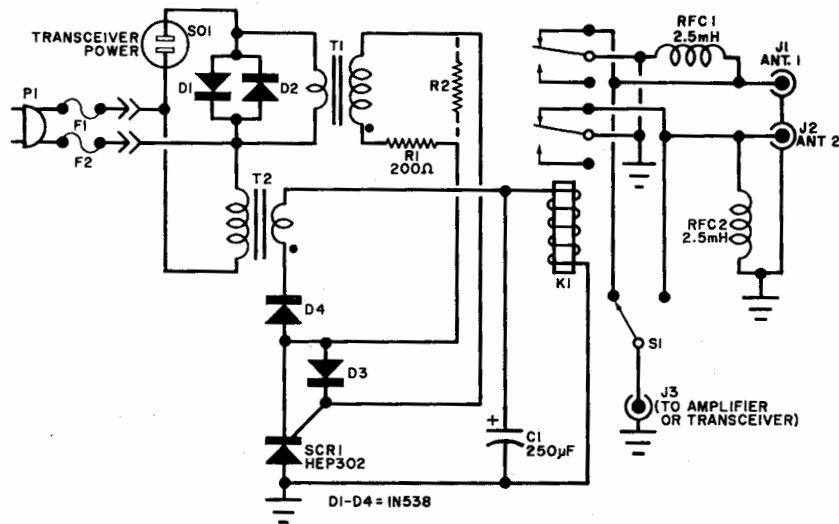 TRANSCEIVER
POWER
SO1
P1
F1
F2
D1
D2
T1
R2
R1
200Ω
T2
D4
D3
SCR1
HEP302
D1-D4=1N538
+
C1
250µF
K1
RFC1
2.5mH
J1
ANT. 1
J2
ANT 2
RFC2
2.5mH
S1
J3
(TO AMPLIFIER
OR TRANSCEIVER)